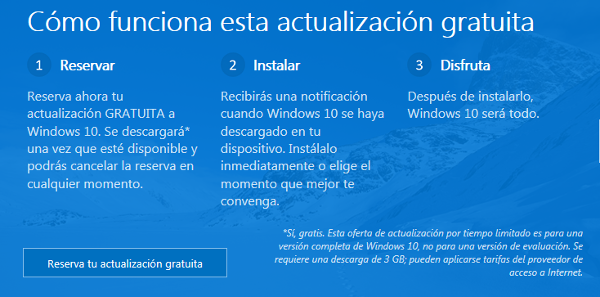 Cómo funciona esta actualización gratuita
1 Reservar
Reserva ahora tu
actualización GRATUITA a
Windows 10. Se descargará*
una vez que esté disponible y
podrás cancelar la reserva en
cualquier momento.
2 Instalar
Recibirás una notificación
cuando Windows 10 se haya
descargado en tu
dispositivo. Instálalo
inmediatamente o elige el
momento que mejor te
convenga.
3 Disfruta
Después de instalarlo,
Windows 10 será todo.
*Sí, gratis. Esta oferta de actualización por tiempo limitado es para una
versión completa de Windows 10, no para una versión de evaluación. Se
requiere una descarga de 3 GB; pueden aplicarse tarifas del proveedor de
acceso a Internet.
Reserva tu actualización gratuita